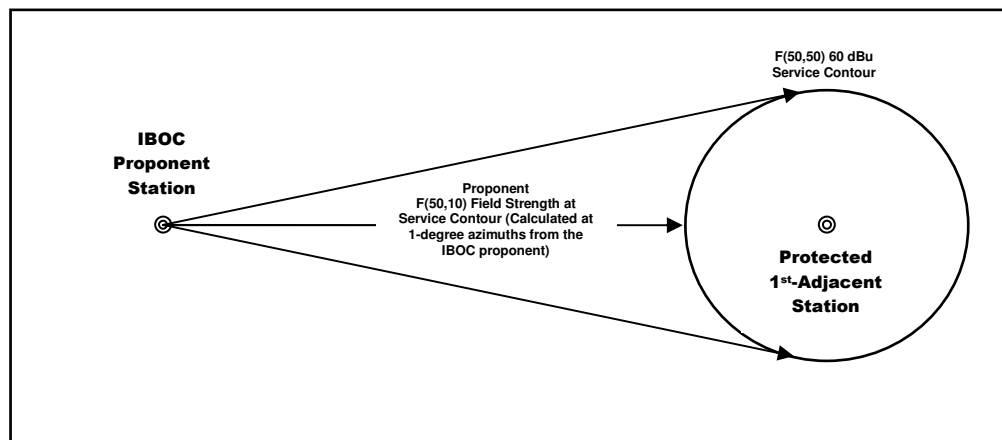 F(50,50) 60 dBu
Service Contour
IBOC
Proponent
Station
Proponent
F(50,10) Field Strength at
Service Contour (Calculated at
1-degree azimuths from the
IBOC proponent)
Protected
1st-Adjacent
Station